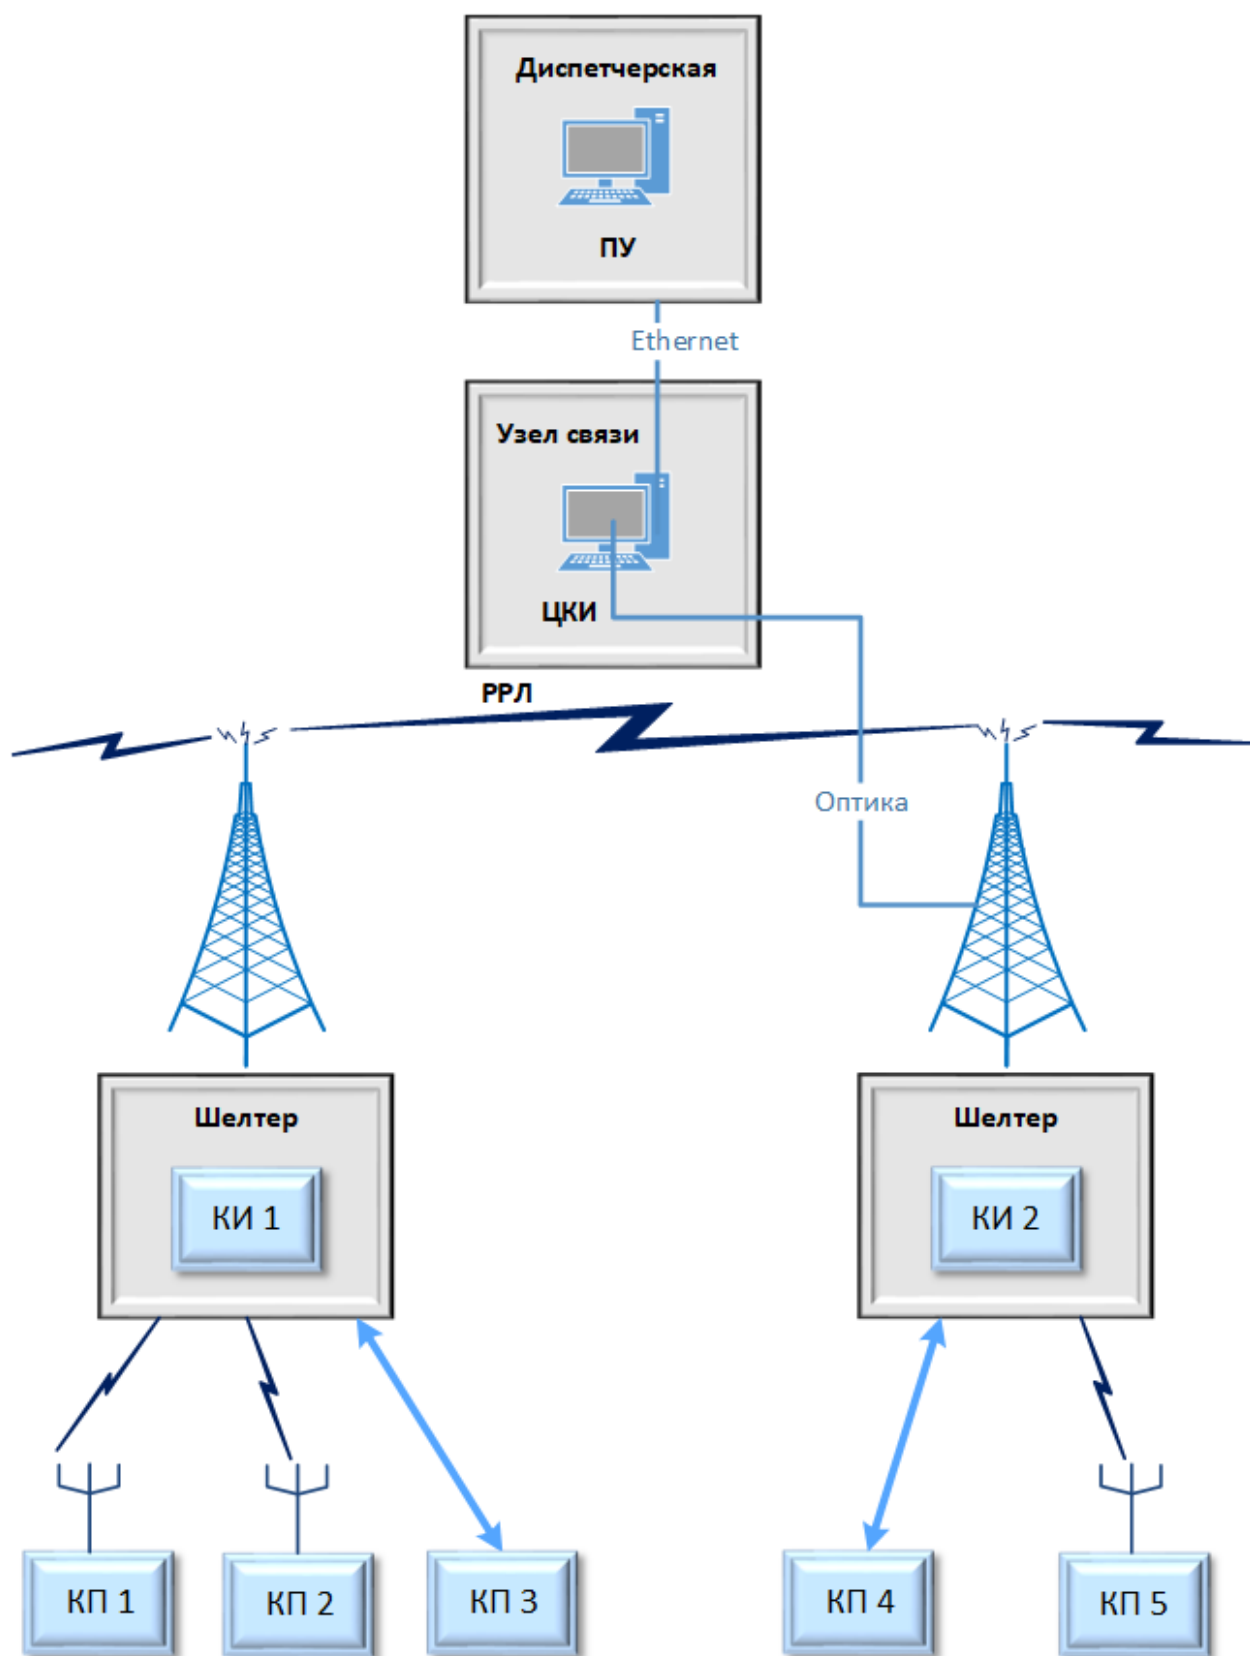 Диспетчерская
ПУ
Ethernet
Узел связи
ЦКИ
РРЛ
Оптика
Шелтер
Шелтер
КИ 1
КИ 2
КП 1
КП 2
КП 3
КП 4
КП 5